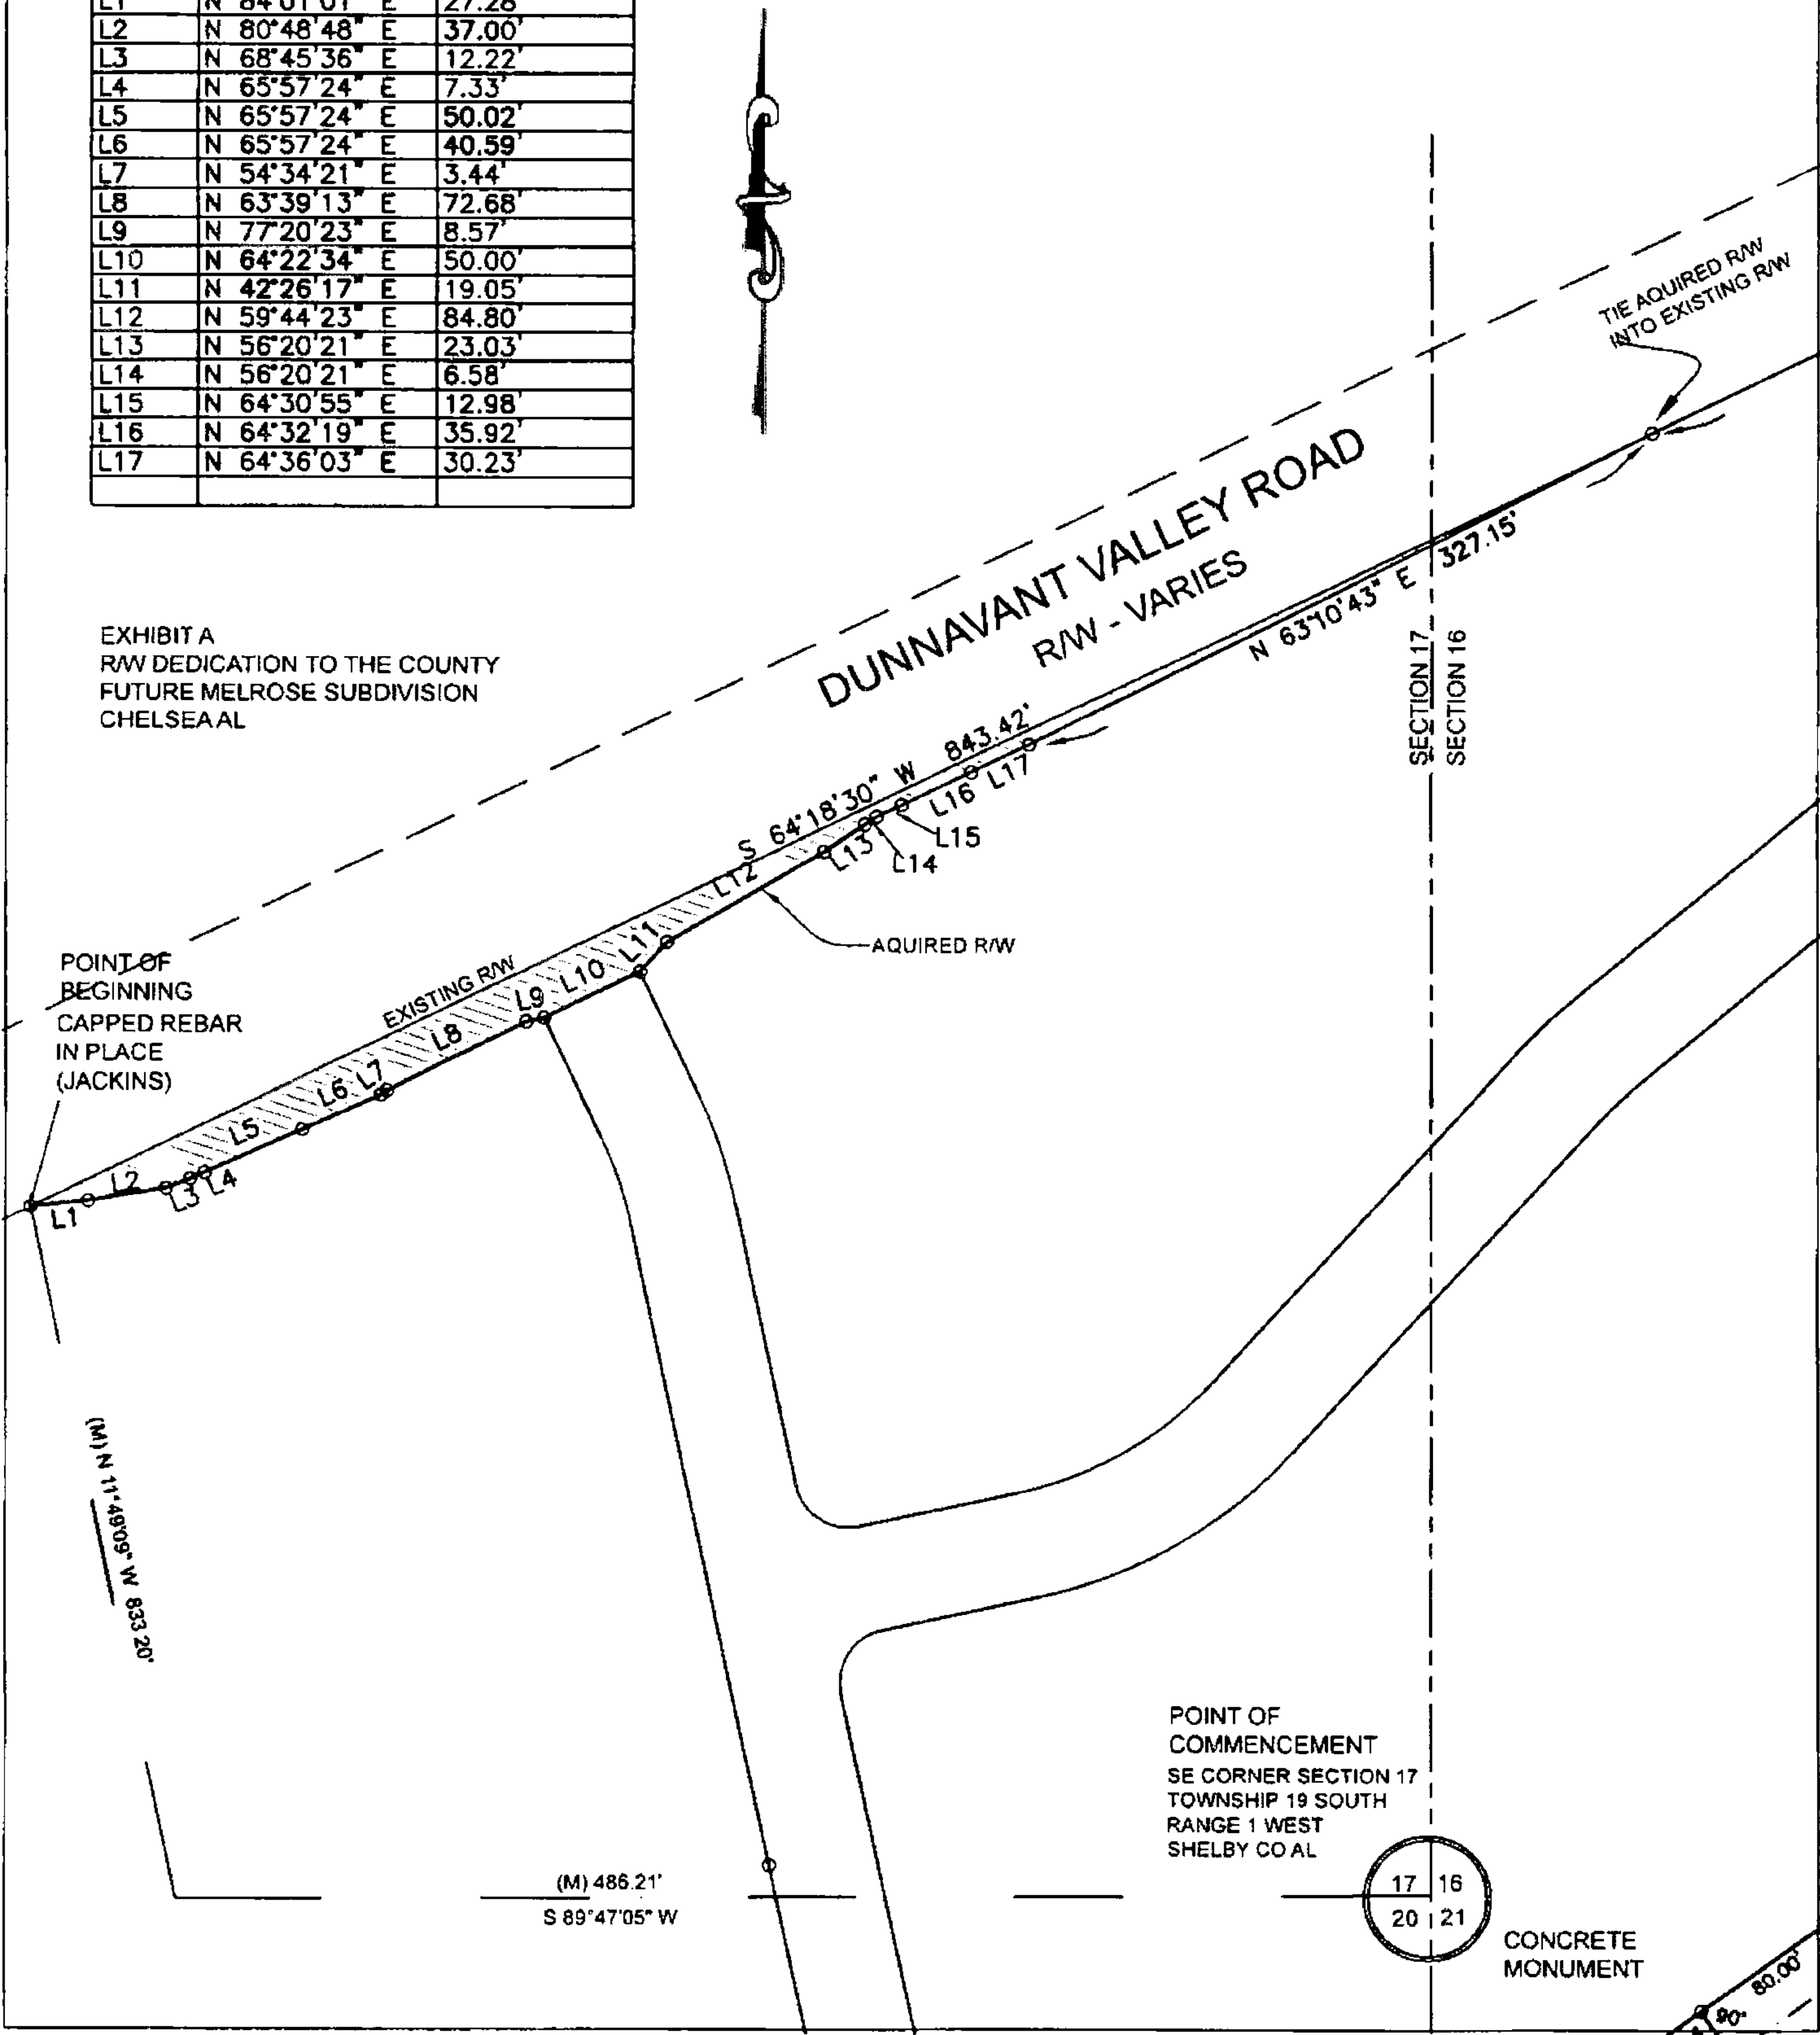 L1 N 84°01'01" E 27.28'
L2 N 80°48'48" E 37.00'
L3 N 68°45'36" E 12.22'
L4 N 65°57'24" E 7.33'
L5 N 65°57'24" E 50.02'
L6 N 65°57'24" E 40.59'
L7 N 54°34'21" E 3.44'
L8 N 63°39'13" E 72.68'
L9 N 77°20'23" E 8.57'
L10 N 64°22'34" E 50.00'
L11 N 42°26'17" E 19.05'
L12 N 59°44'23" E 84.80'
L13 N 56°20'21" E 23.03'
L14 N 56°20'21" E 6.58'
L15 N 64°30'55" E 12.98'
L16 N 64°32'19" E 35.92'
L17 N 64°36'03" E 30.23'
TIE AQUIRED R/W
INTO EXISTING R/W
DUNNAVANT VALLEY ROAD
R/W - VARIES
N 63°10'43" E 327.15'
EXHIBIT A
R/W DEDICATION TO THE COUNTY
FUTURE MELROSE SUBDIVISION
CHELSEA AL
SECTION 17
SECTION 16
S 64°18'30" W 843.42'
L17
L16
L15
L14
L13
L12
L11
AQUIRED R/W
EXISTING R/W
L10
L9
L8
L7
L6
L5
L4
L3
L2
L1
POINT OF
BEGINNING
CAPPED REBAR
IN PLACE
(JACKINS)
(M) N 11°49'09" W 833.20'
POINT OF
COMMENCEMENT
SE CORNER SECTION 17
TOWNSHIP 19 SOUTH
RANGE 1 WEST
SHELBY CO AL
(M) 486.21'
S 89°47'05" W
17 16
20 21
CONCRETE
MONUMENT
80.00'
90°